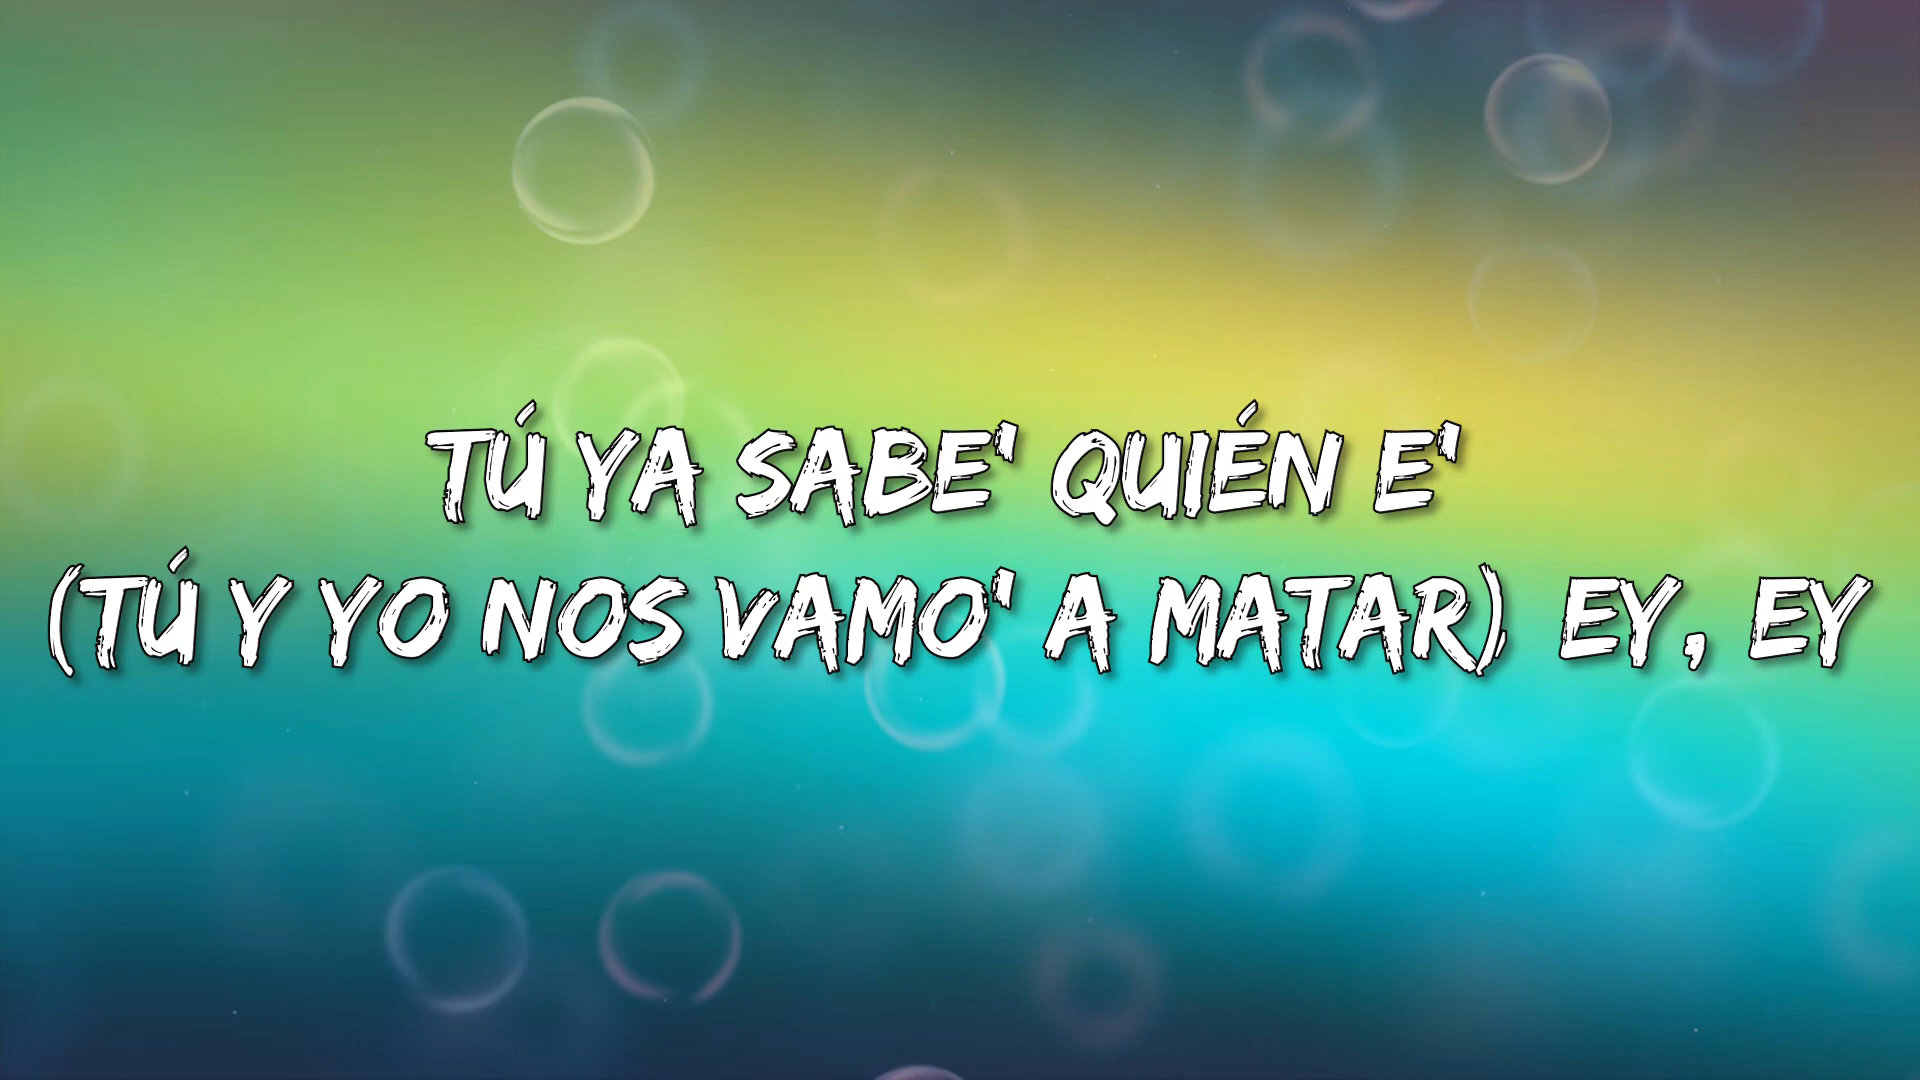 TÚ YA SABE' QUIÉN E'
(TÚ Y YO NOS VAMO' A MATAR) EY, EY